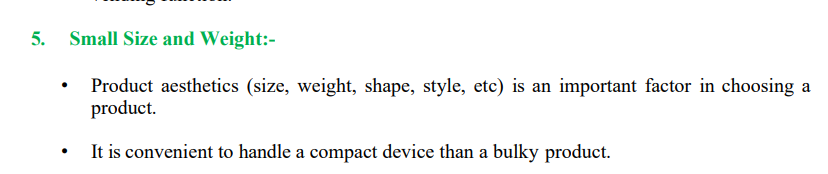 5. Small Size and Weight:-
• Product aesthetics (size, weight, shape, style, etc) is an important factor in choosing a
product.
• It is convenient to handle a compact device than a bulky product.